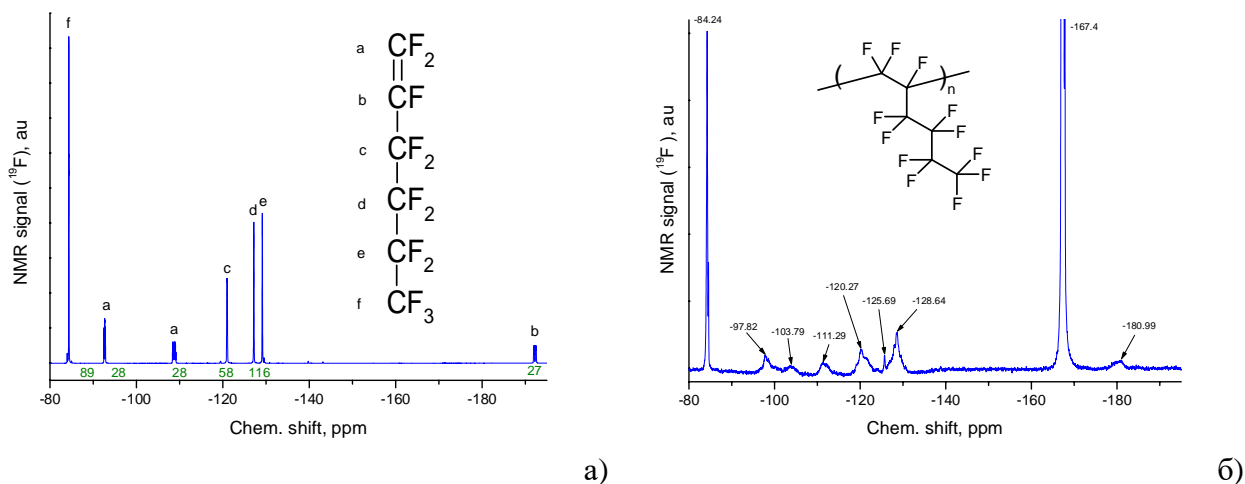 f
a
CF2
b
CF
c
CF2
d
CF2
e
CF2
f
CF3
a
a
c
d
e
b
89 28 28 58 116 27
-80 -100 -120 -140 -160 -180
NMR signal (19F), au
Chem. shift, ppm
а)
-84.24
-167.4
F F F
( ) n
F F F F
F F F F
F
-97.82
-103.79
-111.29
-120.27
-125.69
-128.64
-180.99
-80 -100 -120 -140 -160 -180
NMR signal (19F), au
Chem. shift, ppm
б)